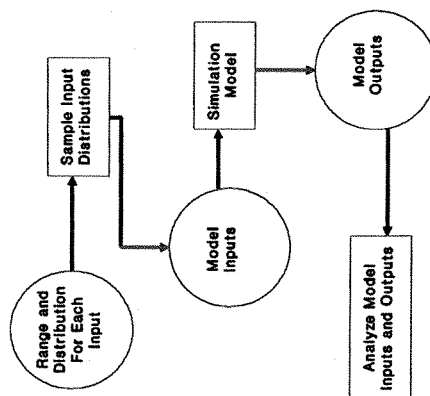 Range and
Distribution
For Each
Input
Sample Input
Distributions
Model
Inputs
Simulation
Model
Model
Outputs
Analyze Model
Inputs and Outputs